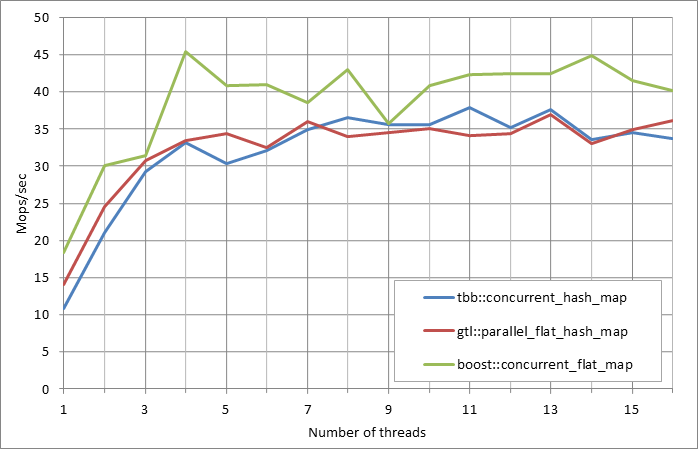 50
45
40
35
30
25
20
15
10
5
0
Mops/sec
tbb::concurrent_hash_map
gtl::parallel_flat_hash_map
boost::concurrent_flat_map
1 3 5 7 9 11 13 15
Number of threads